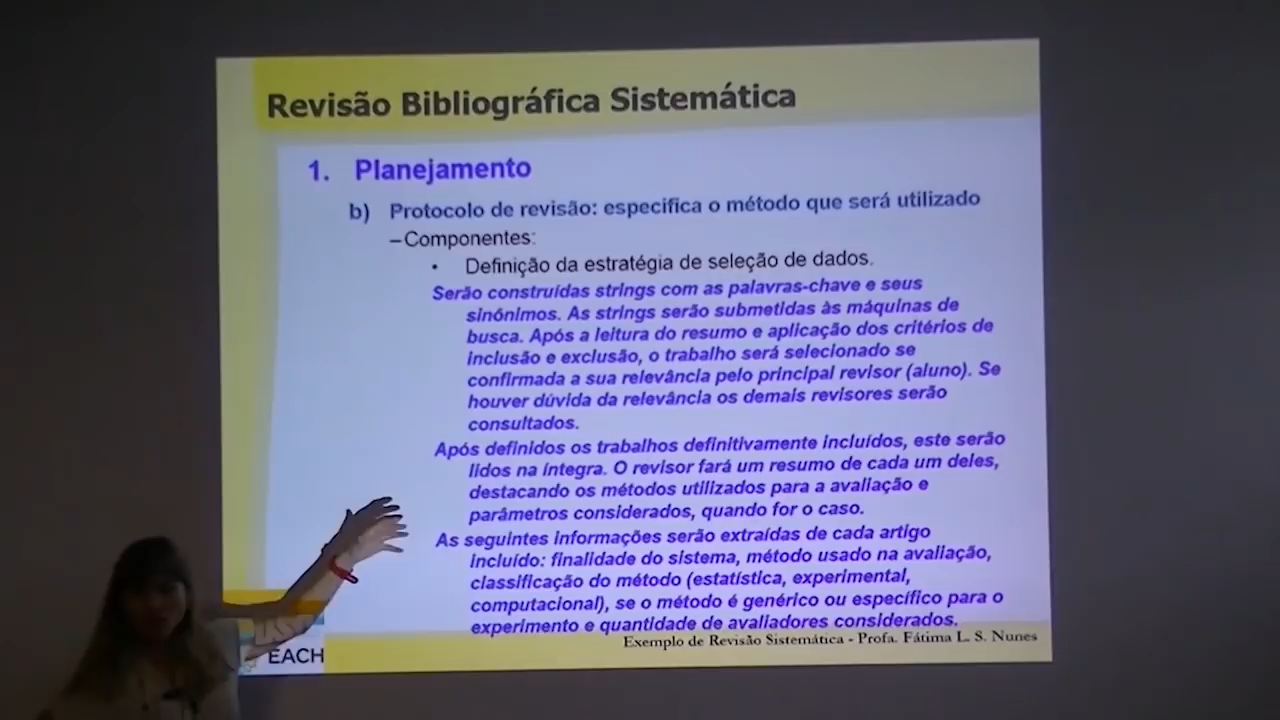 Revisão Bibliográfica Sistemática
1. Planejamento
b) Protocolo de revisão: especifica o método que será utilizado
–Componentes:
• Definição da estratégia de seleção de dados.
Serão construídas strings com as palavras-chave e seus
sinônimos. As strings serão submetidas às máquinas de
busca. Após a leitura do resumo e aplicação dos critérios de
inclusão e exclusão, o trabalho será selecionado se
confirmada a sua relevância pelo principal revisor (aluno). Se
houver dúvida da relevância os demais revisores serão
consultados.
Após definidos os trabalhos definitivamente incluídos, este serão
lidos na íntegra. O revisor fará um resumo de cada um deles,
destacando os métodos utilizados para a avaliação e
parâmetros considerados, quando for o caso.
As seguintes informações serão extraídas de cada artigo
incluído: finalidade do sistema, método usado na avaliação,
classificação do método (estatística, experimental,
computacional), se o método é genérico ou específico para o
experimento e quantidade de avaliadores considerados.
Exemplo de Revisão Sistemática - Profa. Fátima L. S. Nunes
EACH